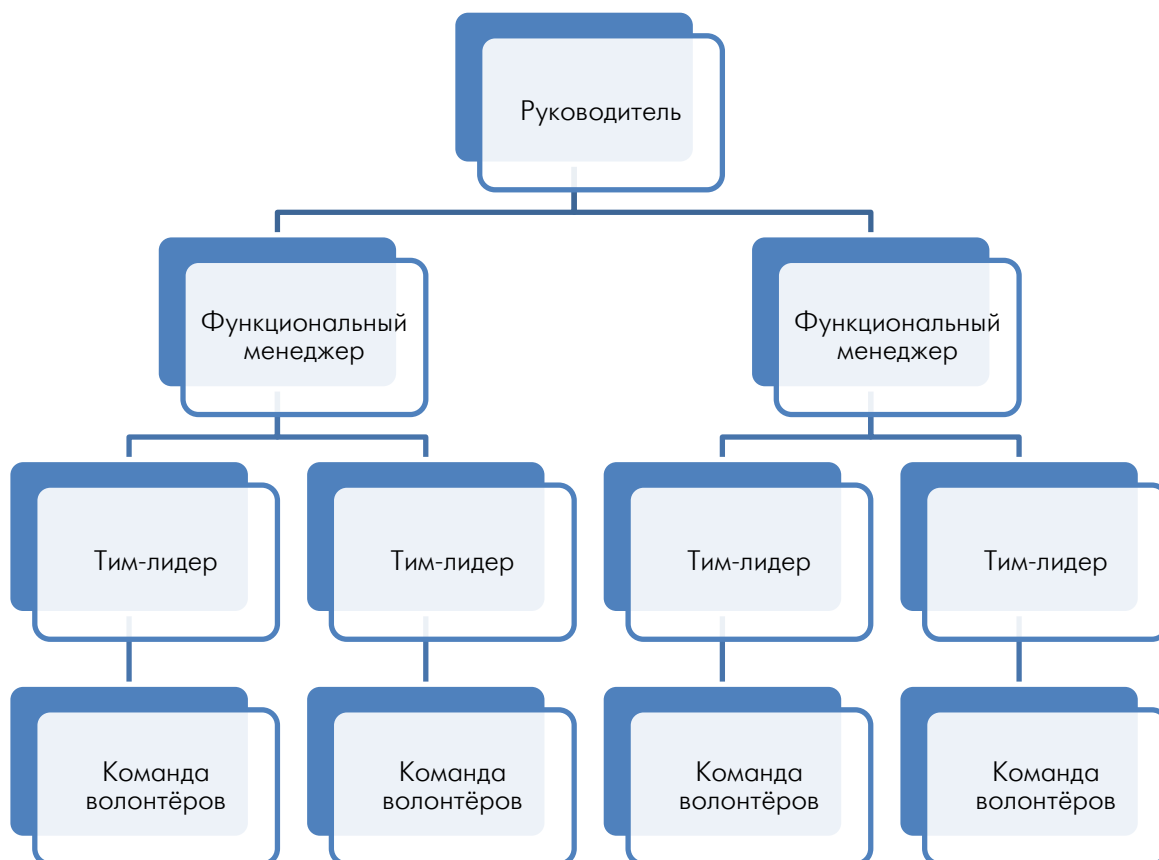 Руководитель
Функциональный
менеджер
Функциональный
менеджер
Тим-лидер
Тим-лидер
Тим-лидер
Тим-лидер
Команда
волонтёров
Команда
волонтёров
Команда
волонтёров
Команда
волонтёров